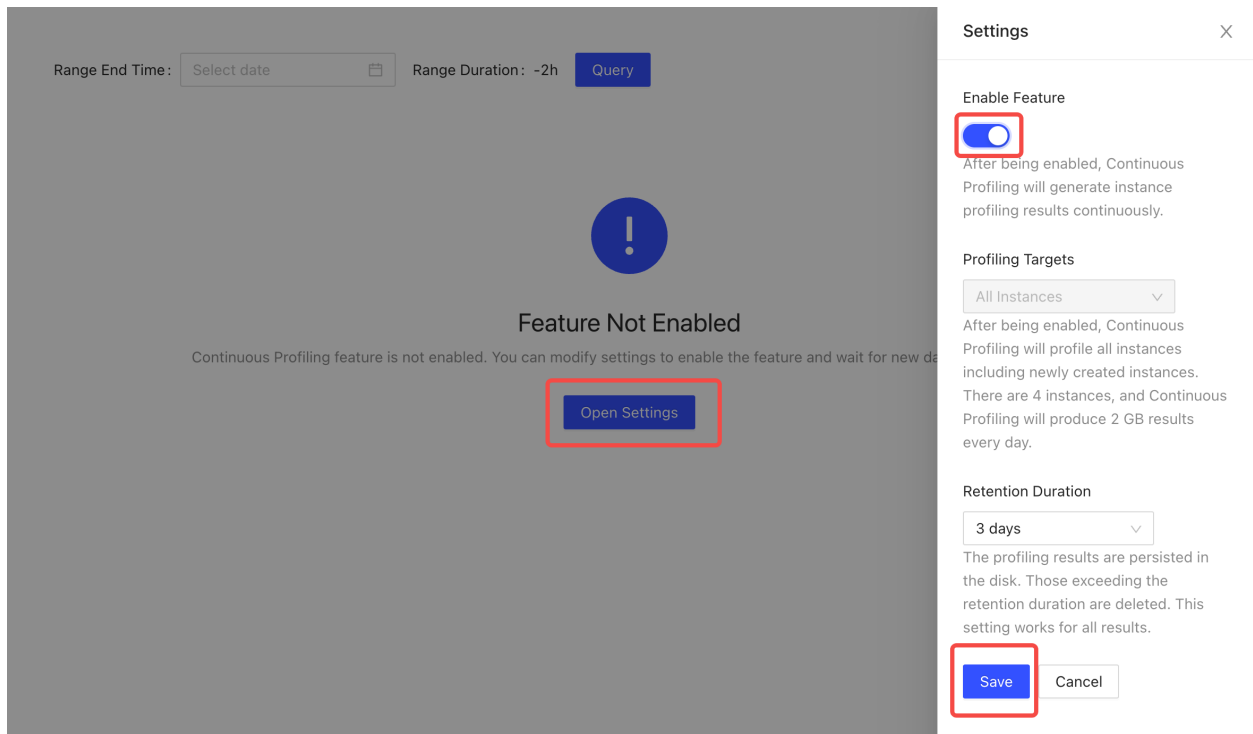 Range End Time : Select date Range Duration : -2h Query
Feature Not Enabled
Continuous Profiling feature is not enabled. You can modify settings to enable the feature and wait for new da
Open Settings
Settings
Enable Feature
After being enabled, Continuous
Profiling will generate instance
profiling results continuously.
Profiling Targets
All Instances
After being enabled, Continuous
Profiling will profile all instances
including newly created instances.
There are 4 instances, and Continuous
Profiling will produce 2 GB results
every day.
Retention Duration
3 days
The profiling results are persisted in
the disk. Those exceeding the
retention duration are deleted. This
setting works for all results.
Save Cancel